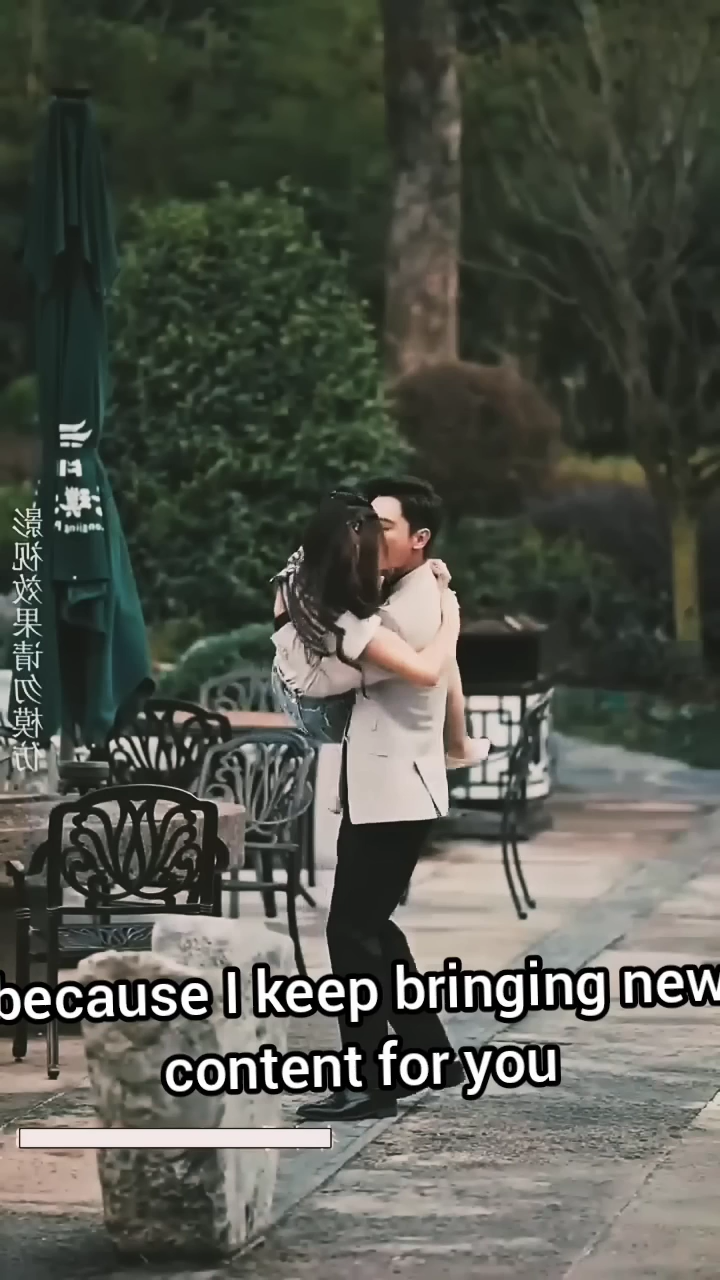 影视效果请勿模仿
because I keep bringing new
content for you